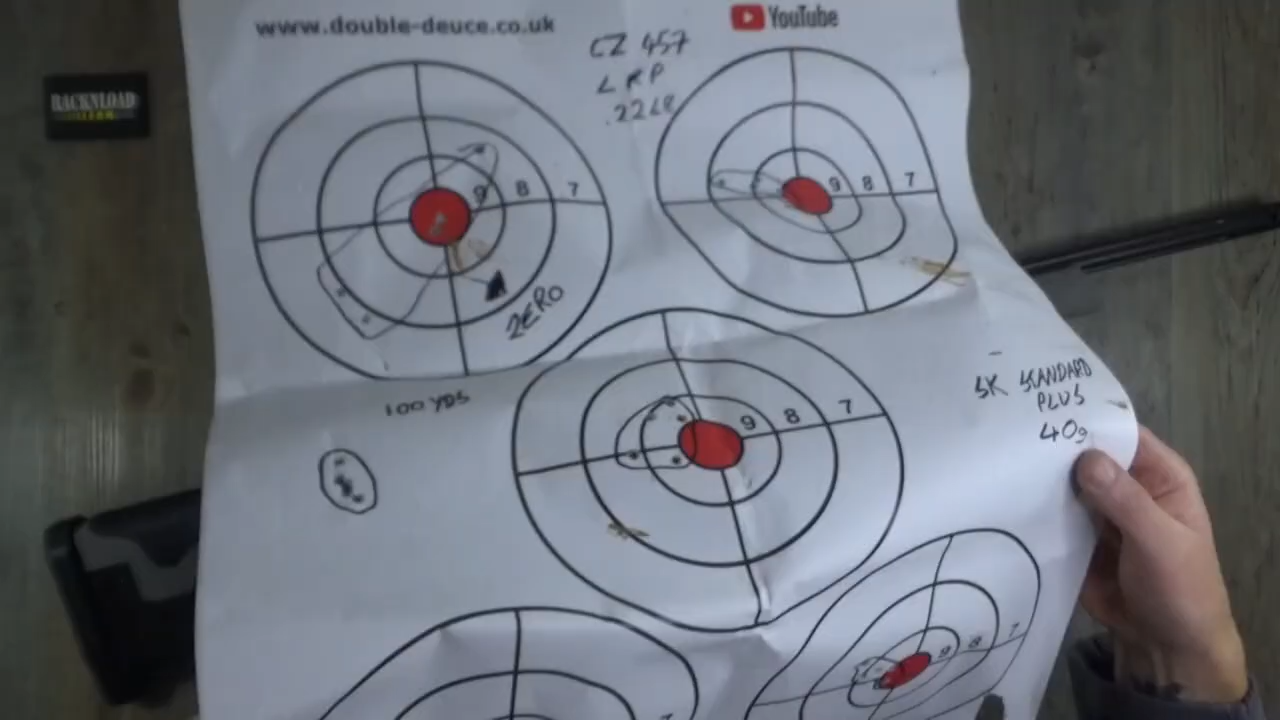 www.double-deuce.co.uk
YouTube
CZ 457
LRP
.22LR
RACKNLOAD
9 8 7
9 8 7
ZERO
100 YDS
9 8 7
SK STANDARD
PLUS
40g
9 8 7
7